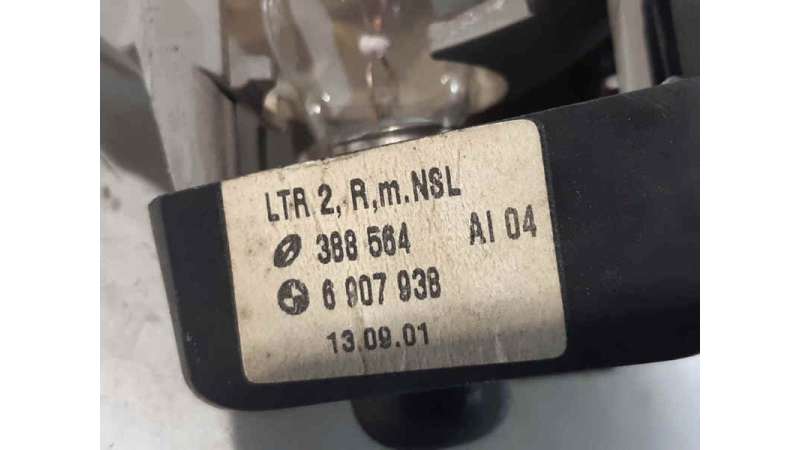 LTR 2, R,m.NSL
388 564 AI 04
6 907 938
13.09.01